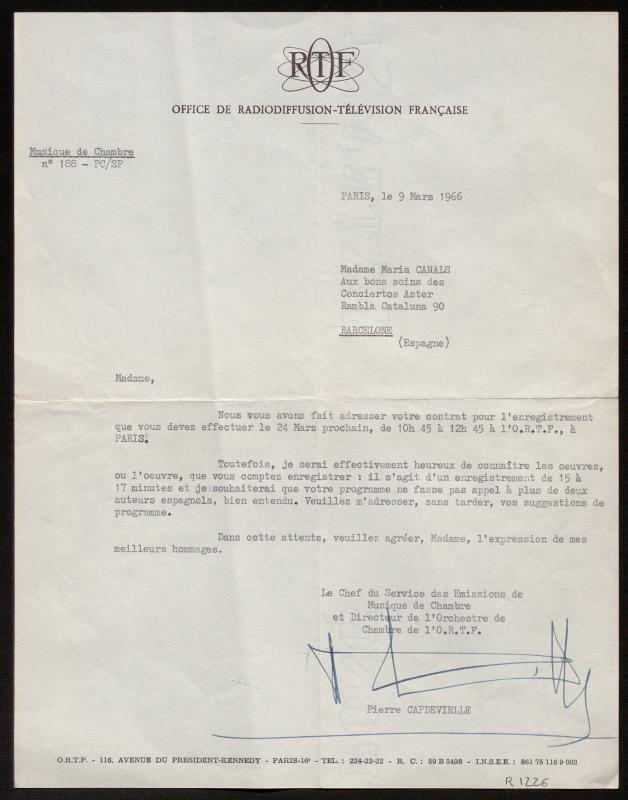 RTF
OFFICE DE RADIODIFFUSION-TÉLÉVISION FRANÇAISE
Musique de Chambre
n° 188 - PC/SP
PARIS, le 9 Mars 1966
Madame Maria CANALS
Aux bons soins des
Conciertos Aster
Rambla Cataluna 90
BARCELONE
(Espagne)
Madame,
Nous vous avons fait adresser votre contrat pour l'enregistrement
que vous devez effectuer le 24 Mars prochain, de 10h 45 à 12h 45 à l'O.R.T.F., à
PARIS.
Toutefois, je serai effectivement heureux de connaître les oeuvres,
ou l'oeuvre, que vous comptez enregistrer : il s'agit d'un enregistrement de 15 à
17 minutes et je souhaiterai que votre programme ne fasse pas appel à plus de deux
auteurs espagnols, bien entendu. Veuillez m'adresser, sans tarder, vos suggestions de
programme.
Dans cette attente, veuillez agréer, Madame, l'expression de mes
meilleurs hommages.
Le Chef du Service des Emissions de
Musique de Chambre
et Directeur de l'Orchestre de
Chambre de l'O.R.T.F.
Pierre CAPDEVIELLE
O.R.T.F. - 116, AVENUE DU PRESIDENT-KENNEDY - PARIS-16e - TEL. : 224-22-22 - R. C. : 59 B 5498 - I.N.S.E.E. : 861 75 116 9 003
R 1226